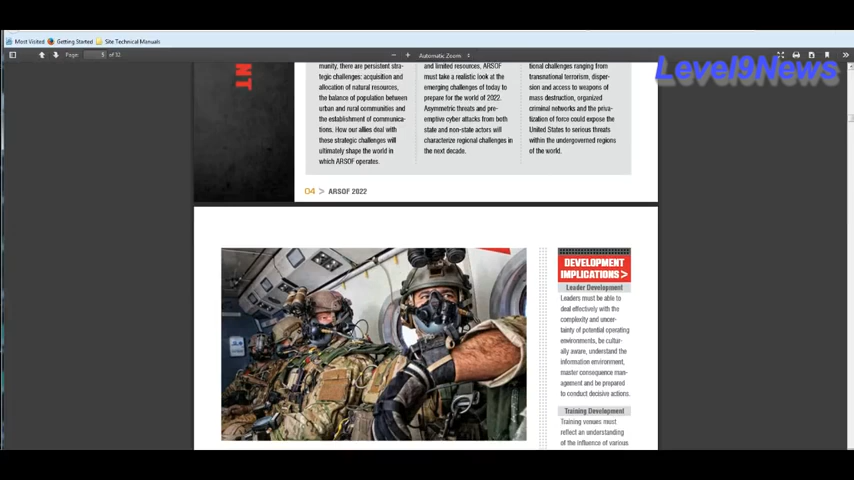 Most Visited Getting Started Site Technical Manuals
Page: 5 of 32 Automatic Zoom
Level9News
NT
munity, there are persistent stra-
tegic challenges: acquisition and
allocation of natural resources,
the balance of population between
urban and rural communities and
the establishment of communica-
tions. How our allies deal with
these strategic challenges will
ultimately shape the world in
which ARSOF operates.
and limited resources, ARSOF
must take a realistic look at the
emerging challenges of today to
prepare for the world of 2022.
Asymmetric threats and pre-
emptive cyber attacks from both
state and non-state actors will
characterize regional challenges in
the next decade.
tional challenges ranging from
transnational terrorism, disper-
sion and access to weapons of
mass destruction, organized
criminal networks and the priva-
tization of force could expose the
United States to serious threats
within the undergoverned regions
of the world.
04 > ARSOF 2022
DEVELOPMENT
IMPLICATIONS >
Leader Development
Leaders must be able to
deal effectively with the
complexity and uncer-
tainty of potential operating
environments, be cultur-
ally aware, understand the
information environment,
master consequence man-
agement and be prepared
to conduct decisive actions.
Training Development
Training venues must
reflect an understanding
of the influence of various